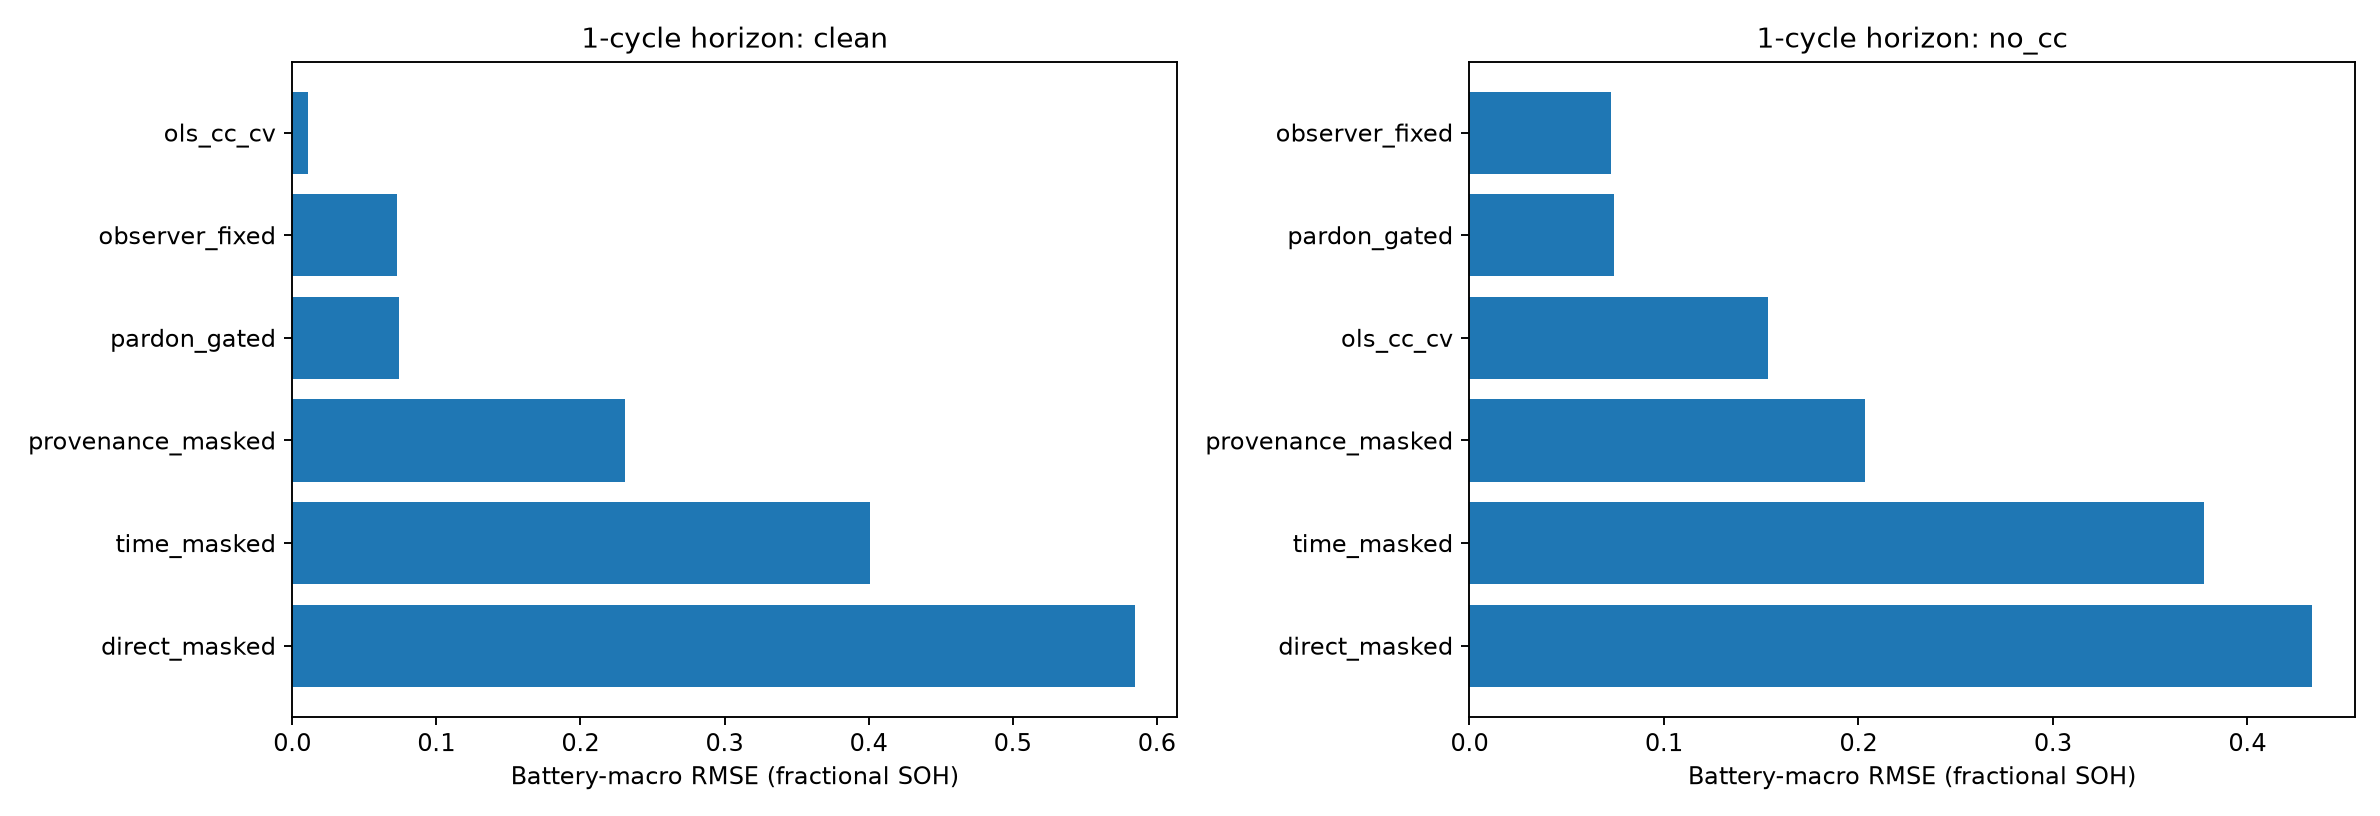 1-cycle horizon: clean
ols_cc_cv
observer_fixed
pardon_gated
provenance_masked
time_masked
direct_masked
0.0 0.1 0.2 0.3 0.4 0.5 0.6
Battery-macro RMSE (fractional SOH)
1-cycle horizon: no_cc
observer_fixed
pardon_gated
ols_cc_cv
provenance_masked
time_masked
direct_masked
0.0 0.1 0.2 0.3 0.4
Battery-macro RMSE (fractional SOH)